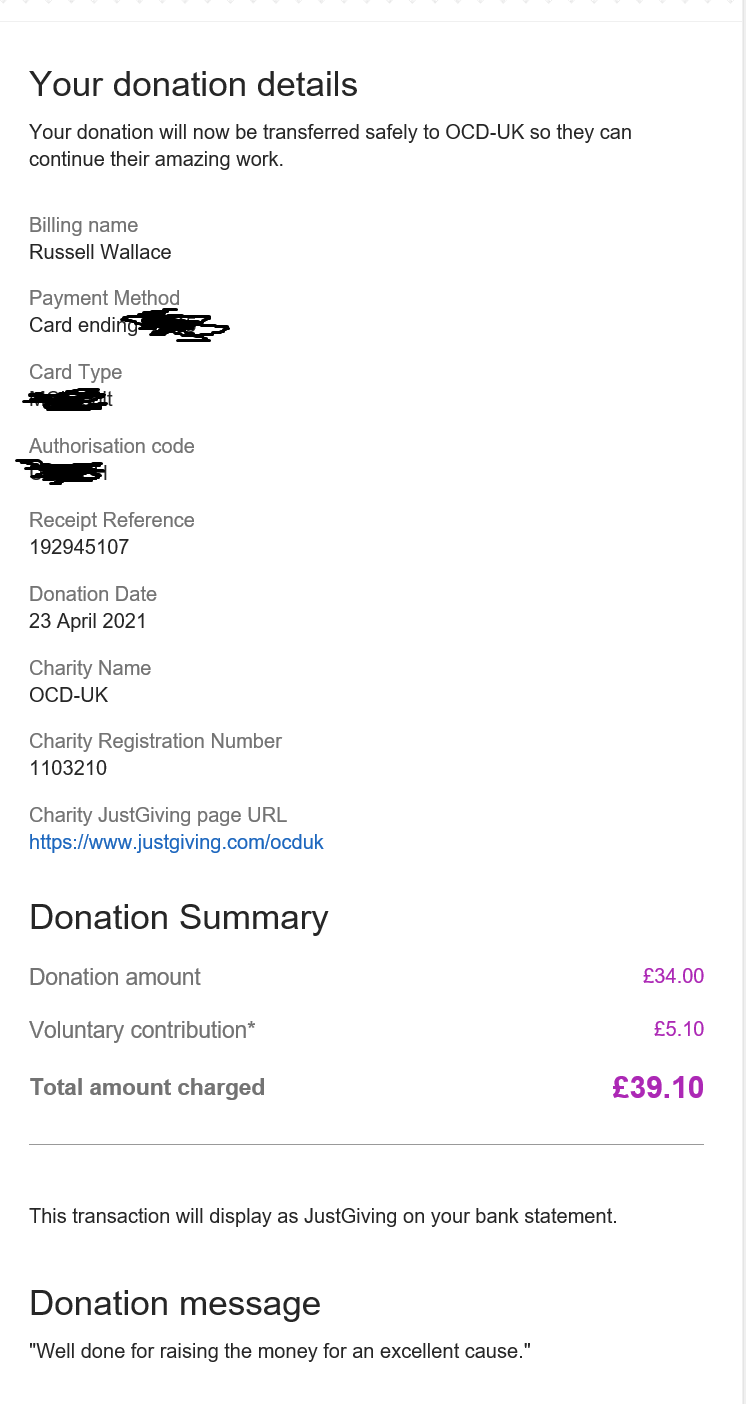 Your donation details
Your donation will now be transferred safely to OCD-UK so they can
continue their amazing work.
Billing name
Russell Wallace
Payment Method
Card ending
Card Type
Authorisation code
Receipt Reference
192945107
Donation Date
23 April 2021
Charity Name
OCD-UK
Charity Registration Number
1103210
Charity JustGiving page URL
https://www.justgiving.com/ocduk
Donation Summary
Donation amount £34.00
Voluntary contribution* £5.10
Total amount charged £39.10
This transaction will display as JustGiving on your bank statement.
Donation message
"Well done for raising the money for an excellent cause."